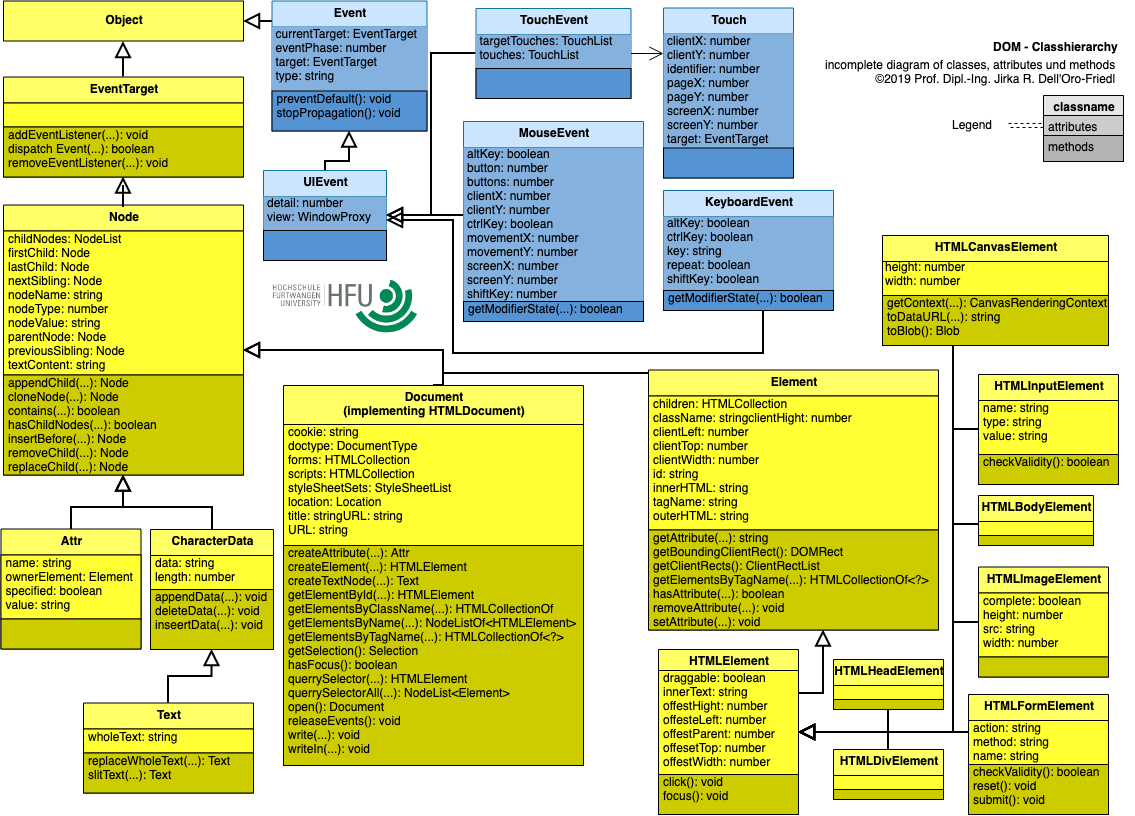 Object
Event
currentTarget: EventTarget
eventPhase: number
target: EventTarget
type: string
preventDefault(): void
stopPropagation(): void
TouchEvent
targetTouches: TouchList
touches: TouchList
Touch
clientX: number
clientY: number
identifier: number
pageX: number
pageY: number
screenX: number
screenY: number
target: EventTarget
DOM - Classhierarchy
incomplete diagram of classes, attributes und methods
©2019 Prof. Dipl.-Ing. Jirka R. Dell'Oro-Friedl
Legend
classname
attributes
methods
EventTarget
addEventListener(...): void
dispatch Event(...): boolean
removeEventListener(...): void
MouseEvent
altKey: boolean
button: number
buttons: number
clientX: number
clientY: number
ctrlKey: boolean
movementX: number
movementY: number
screenX: number
screenY: number
shiftKey: number
getModifierState(...): boolean
UIEvent
detail: number
view: WindowProxy
KeyboardEvent
altKey: boolean
ctrlKey: boolean
key: string
repeat: boolean
shiftKey: boolean
getModifierState(...): boolean
Node
childNodes: NodeList
firstChild: Node
lastChild: Node
nextSibling: Node
nodeName: string
nodeType: number
nodeValue: string
parentNode: Node
previousSibling: Node
textContent: string
appendChild(...): Node
cloneNode(...): Node
contains(...): boolean
hasChildNodes(...): boolean
insertBefore(...): Node
removeChild(...): Node
replaceChild(...): Node
HOCHSCHULE
FURTWANGEN
UNIVERSITY
HFU
HTMLCanvasElement
height: number
width: number
getContext(...): CanvasRenderingContext
toDataURL(...): string
toBlob(): Blob
Document
(implementing HTMLDocument)
cookie: string
doctype: DocumentType
forms: HTMLCollection
scripts: HTMLCollection
styleSheetSets: StyleSheetList
location: Location
title: stringURL: string
URL: string
createAttribute(...): Attr
createElement(...): HTMLElement
createTextNode(...): Text
getElementById(...): HTMLElement
getElementsByClassName(...): HTMLCollectionOf
getElementsByName(...): NodeListOf<HTMLElement>
getElementsByTagName(...): HTMLCollectionOf<?>
getSelection(): Selection
hasFocus(): boolean
querrySelector(...): HTMLElement
querrySelectorAll(...): NodeList<Element>
open(): Document
releaseEvents(): void
write(...): void
writeIn(...): void
Element
children: HTMLCollection
className: stringclientHight: number
clientLeft: number
clientTop: number
clientWidth: number
id: string
innerHTML: string
tagName: string
outerHTML: string
getAttribute(...): string
getBoundingClientRect(): DOMRect
getClientRects(): ClientRectList
getElementsByTagName(...): HTMLCollectionOf<?>
hasAttribute(...): boolean
removeAttribute(...): void
setAttribute(...): void
HTMLInputElement
name: string
type: string
value: string
checkValidity(): boolean
HTMLBodyElement
Attr
name: string
ownerElement: Element
specified: boolean
value: string
CharacterData
data: string
length: number
appendData(...): void
deleteData(...): void
inseertData(...): void
HTMLImageElement
complete: boolean
height: number
src: string
width: number
Text
wholeText: string
replaceWholeText(...): Text
slitText(...): Text
HTMLElement
draggable: boolean
innerText: string
offestHight: number
offesteLeft: number
offestParent: number
offesetTop: number
offestWidth: number
click(): void
focus(): void
HTMLHeadElement
HTMLDivElement
HTMLFormElement
action: string
method: string
name: string
checkValidity(): boolean
reset(): void
submit(): void